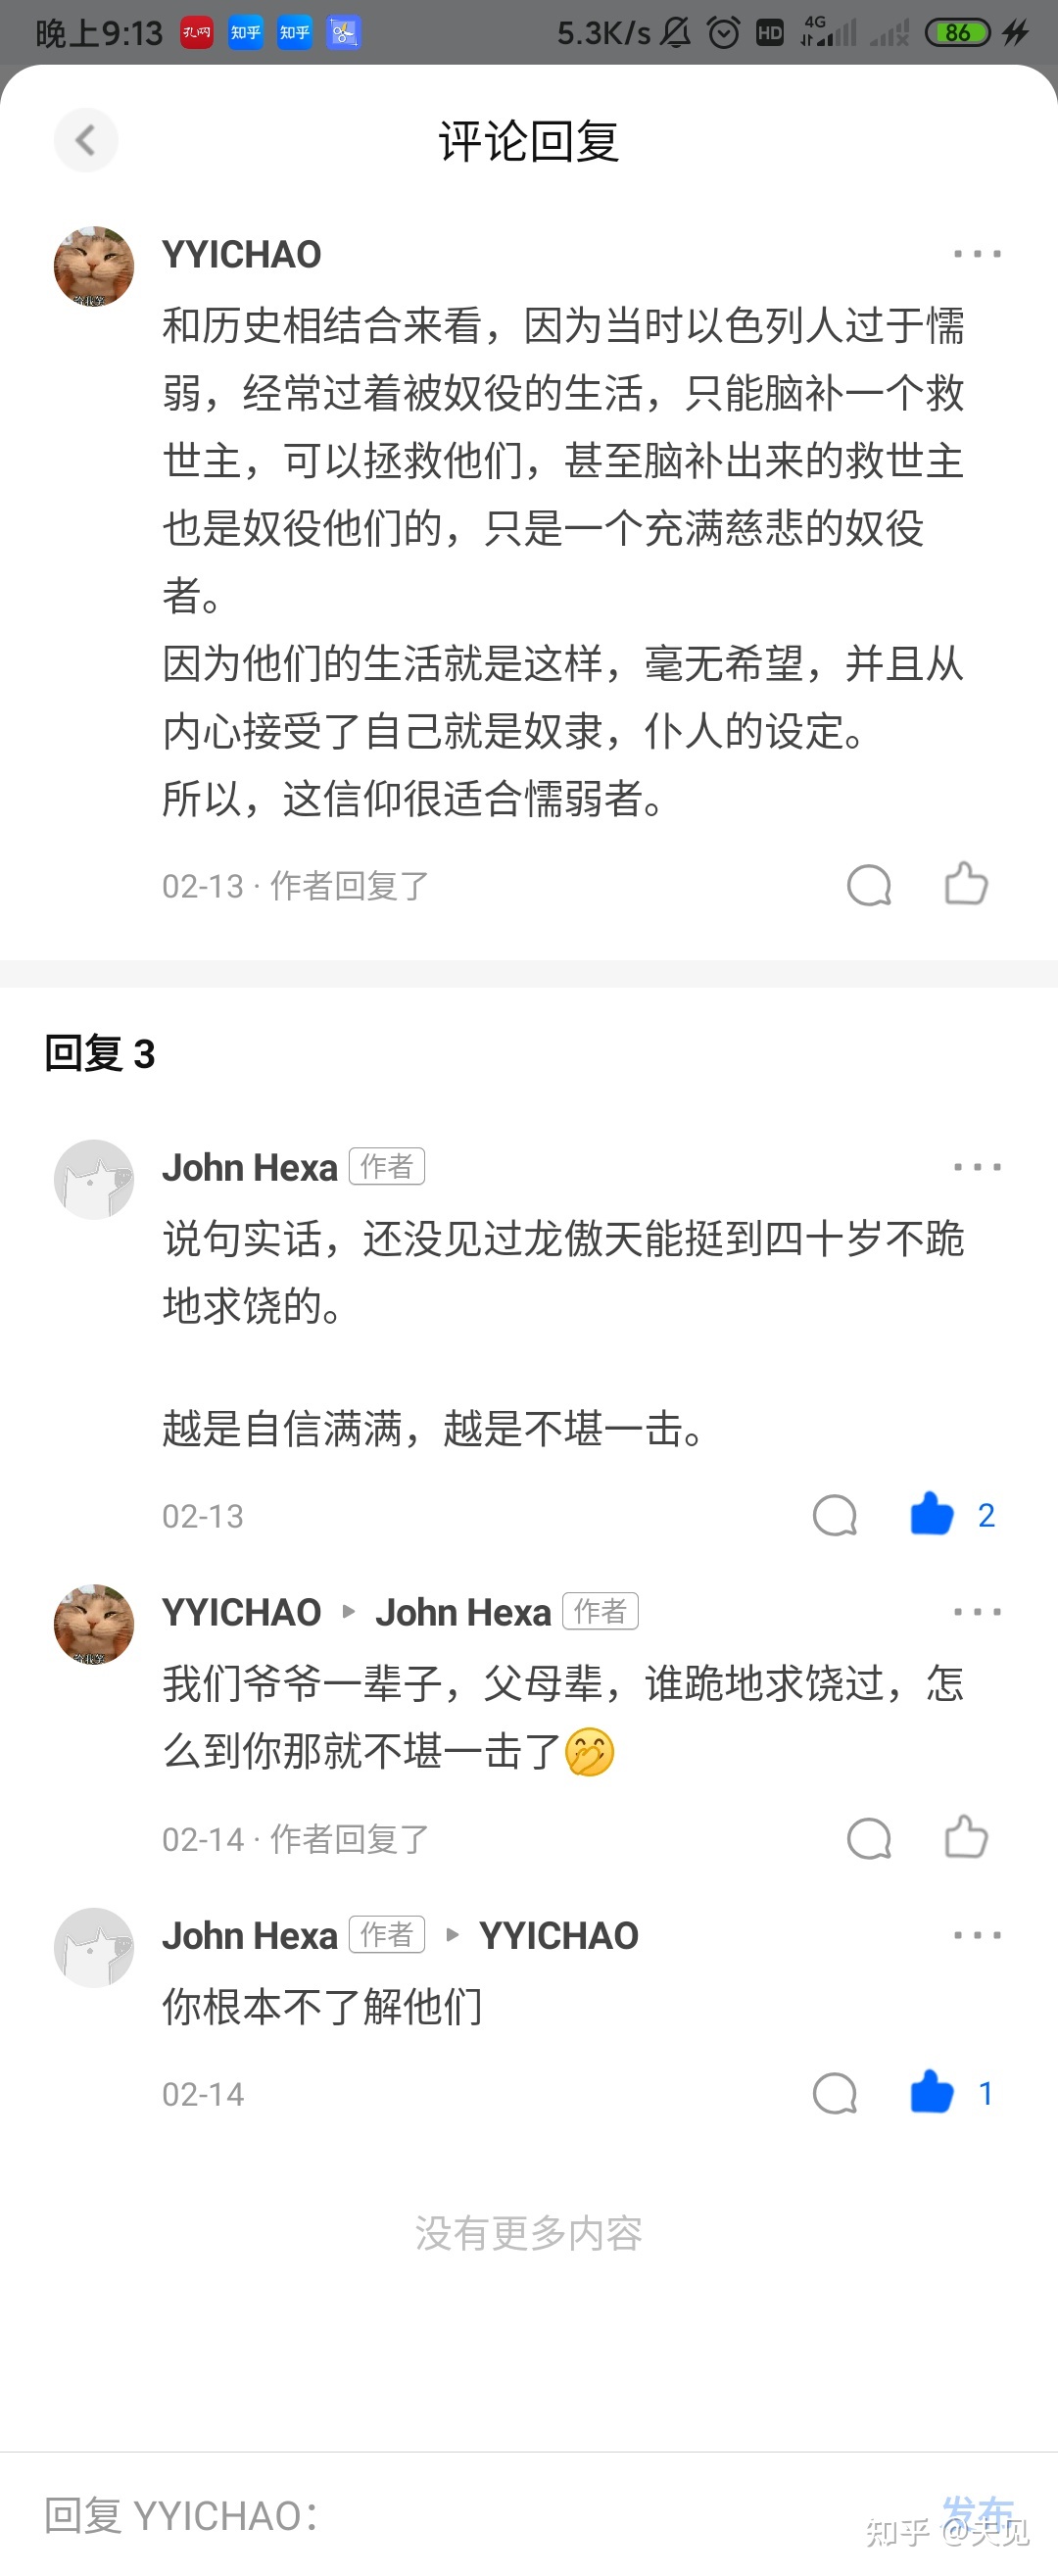 晚上9:13
孔网
知乎
知乎
5.3K/s
HD
4G
86
评论回复
YYICHAO
和历史相结合来看，因为当时以色列人过于懦
弱，经常过着被奴役的生活，只能脑补一个救
世主，可以拯救他们，甚至脑补出来的救世主
也是奴役他们的，只是一个充满慈悲的奴役
者。
因为他们的生活就是这样，毫无希望，并且从
内心接受了自己就是奴隶，仆人的设定。
所以，这信仰很适合懦弱者。
02-13 · 作者回复了
回复 3
John Hexa 作者
说句实话，还没见过龙傲天能挺到四十岁不跪
地求饶的。
越是自信满满，越是不堪一击。
02-13
2
YYICHAO ▸ John Hexa 作者
我们爷爷一辈子，父母辈，谁跪地求饶过，怎
么到你那就不堪一击了🤭
02-14 · 作者回复了
John Hexa 作者 ▸ YYICHAO
你根本不了解他们
02-14
1
没有更多内容
回复 YYICHAO：
发布
知乎 @天见